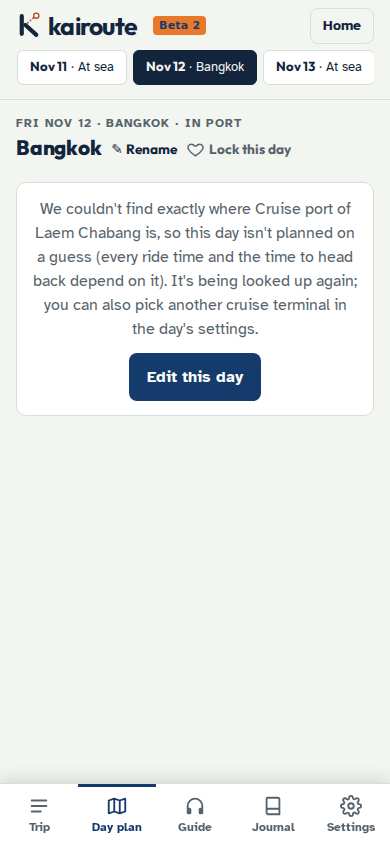 kairoute Beta 2 Home
Nov 11 · At sea Nov 12 · Bangkok Nov 13 · At sea
FRI NOV 12 · BANGKOK · IN PORT
Bangkok ✎ Rename Lock this day
We couldn't find exactly where Cruise port of
Laem Chabang is, so this day isn't planned on
a guess (every ride time and the time to head
back depend on it). It's being looked up again;
you can also pick another cruise terminal in
the day's settings.
Edit this day
Trip Day plan Guide Journal Settings